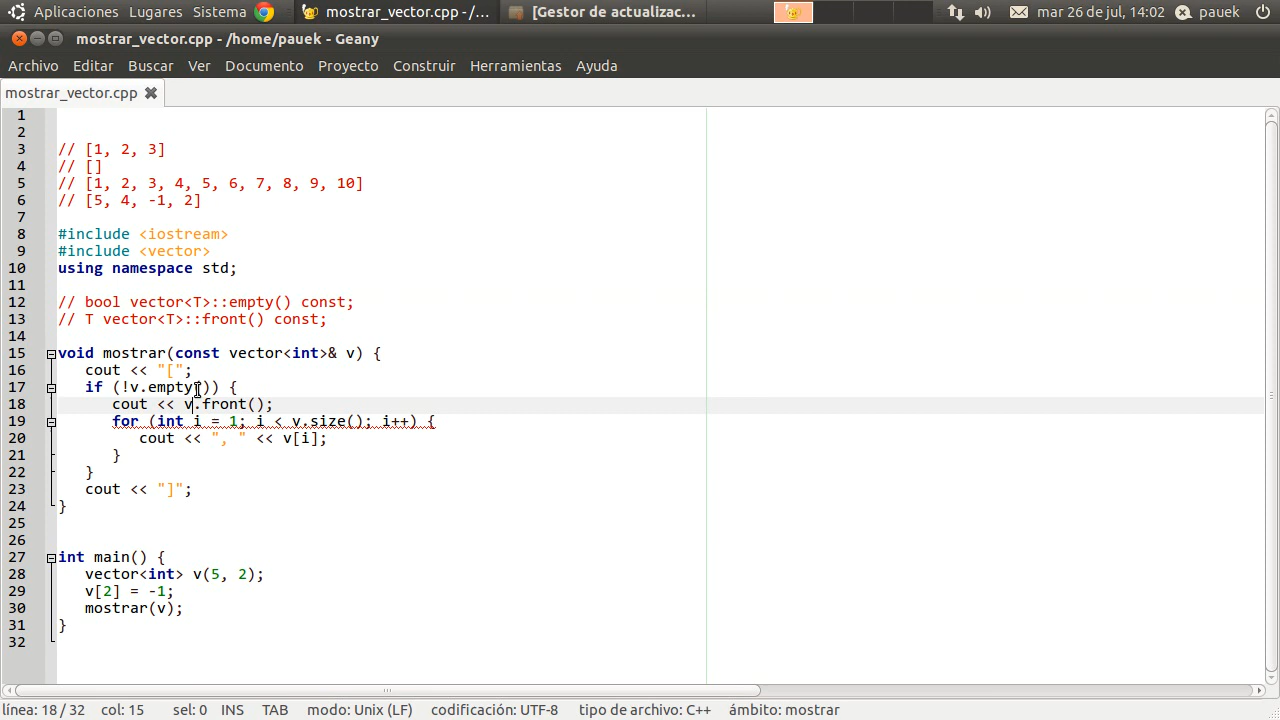 Aplicaciones Lugares Sistema mostrar_vector.cpp - /... [Gestor de actualizac... mar 26 de jul, 14:02 pauek
mostrar_vector.cpp - /home/pauek - Geany
Archivo Editar Buscar Ver Documento Proyecto Construir Herramientas Ayuda
mostrar_vector.cpp
1
2
3 // [1, 2, 3]
4 // []
5 // [1, 2, 3, 4, 5, 6, 7, 8, 9, 10]
6 // [5, 4, -1, 2]
7
8 #include <iostream>
9 #include <vector>
10 using namespace std;
11
12 // bool vector<T>::empty() const;
13 // T vector<T>::front() const;
14
15 void mostrar(const vector<int>& v) {
16 cout << "[";
17 if (!v.empty()) {
18 cout << v.front();
19 for (int i = 1; i < v.size(); i++) {
20 cout << ", " << v[i];
21 }
22 }
23 cout << "]";
24 }
25
26
27 int main() {
28 vector<int> v(5, 2);
29 v[2] = -1;
30 mostrar(v);
31 }
32
línea: 18 / 32 col: 15 sel: 0 INS TAB modo: Unix (LF) codificación: UTF-8 tipo de archivo: C++ ámbito: mostrar